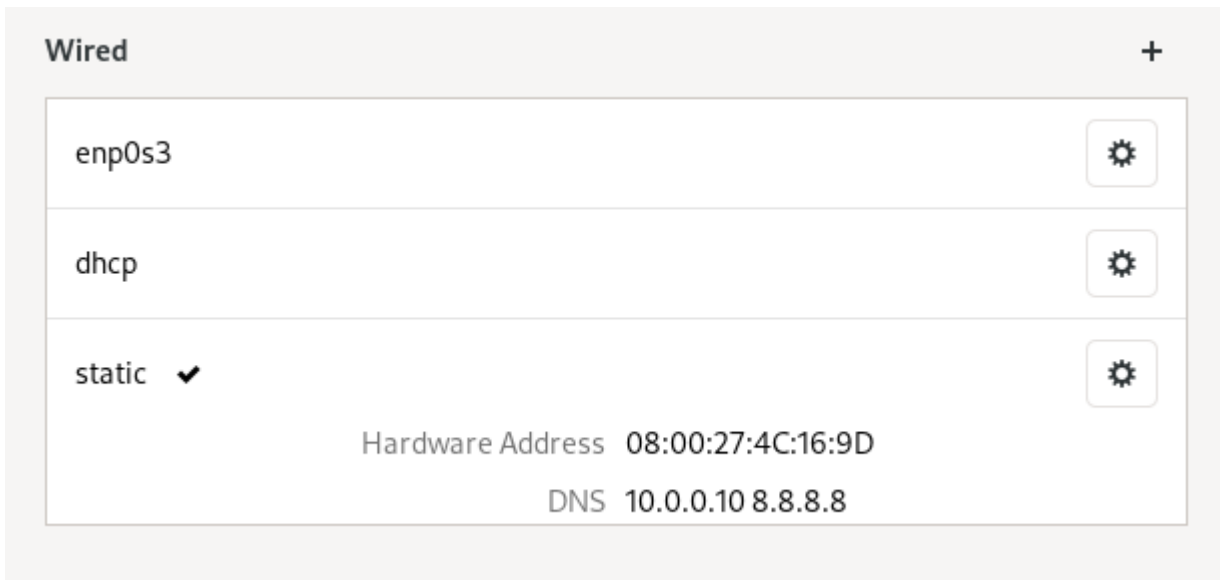 Wired +
enp0s3
dhcp
static ✔
Hardware Address 08:00:27:4C:16:9D
DNS 10.0.0.10 8.8.8.8